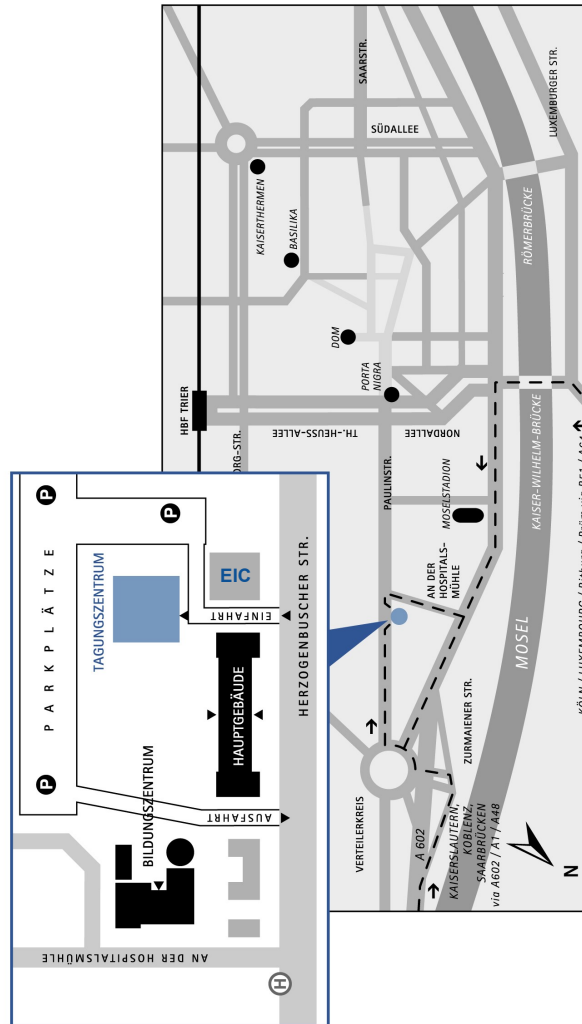 SAARSTR.
LUXEMBURGER STR.
SÜDALLEE
KAISERTHERMEN
BASILIKA
RÖMERBRÜCKE
DOM
PORTA
NIGRA
HBF TRIER
TH.-HEUSS-ALLEE
NORDALLEE
KAISER-WILHELM-BRÜCKE
ORG-STR.
PAULINSTR.
MOSELSTADION
AN DER
HOSPITALS-
MÜHLE
MOSEL
ZURMAIENER STR.
VERTEILERKREIS
A 602
KAISERSLAUTERN,
KOBLENZ,
SAARBRÜCKEN
via A602 / A1 / A48
N
PARKPLÄTZE
P
P
P
TAGUNGSZENTRUM
EIC
EINFAHRT
HERZOGENBUSCHER STR.
HAUPTGEBÄUDE
BILDUNGSZENTRUM
AUSFAHRT
AN DER HOSPITALSMÜHLE
H